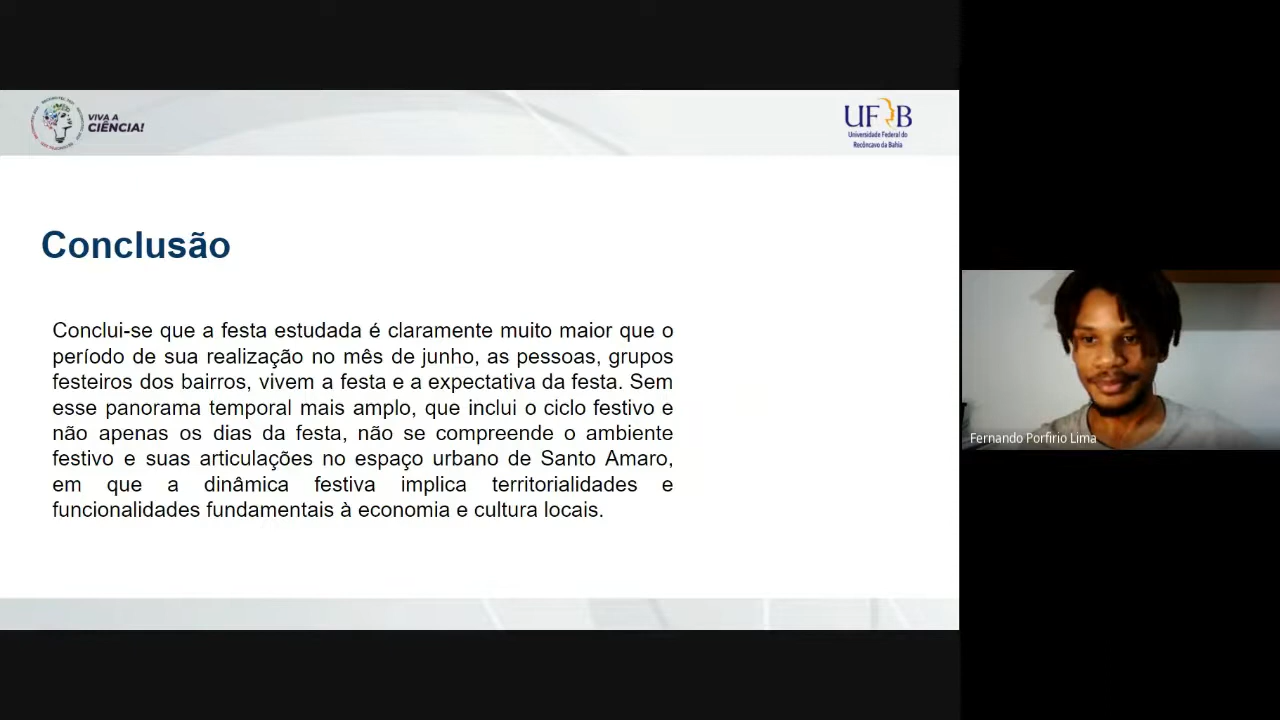 VIVA A
CIÊNCIA!
UFRB
Universidade Federal do
Recôncavo da Bahia
Conclusão
Conclui-se que a festa estudada é claramente muito maior que o
período de sua realização no mês de junho, as pessoas, grupos
festeiros dos bairros, vivem a festa e a expectativa da festa. Sem
esse panorama temporal mais amplo, que inclui o ciclo festivo e
não apenas os dias da festa, não se compreende o ambiente
festivo e suas articulações no espaço urbano de Santo Amaro,
em que a dinâmica festiva implica territorialidades e
funcionalidades fundamentais à economia e cultura locais.
Fernando Porfirio Lima